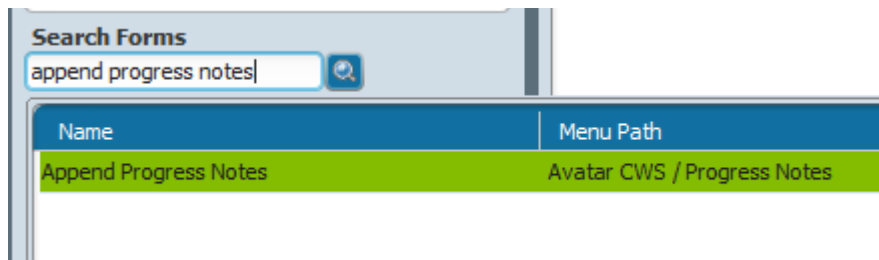 Search Forms
append progress notes
Name Menu Path
Append Progress Notes Avatar CWS / Progress Notes